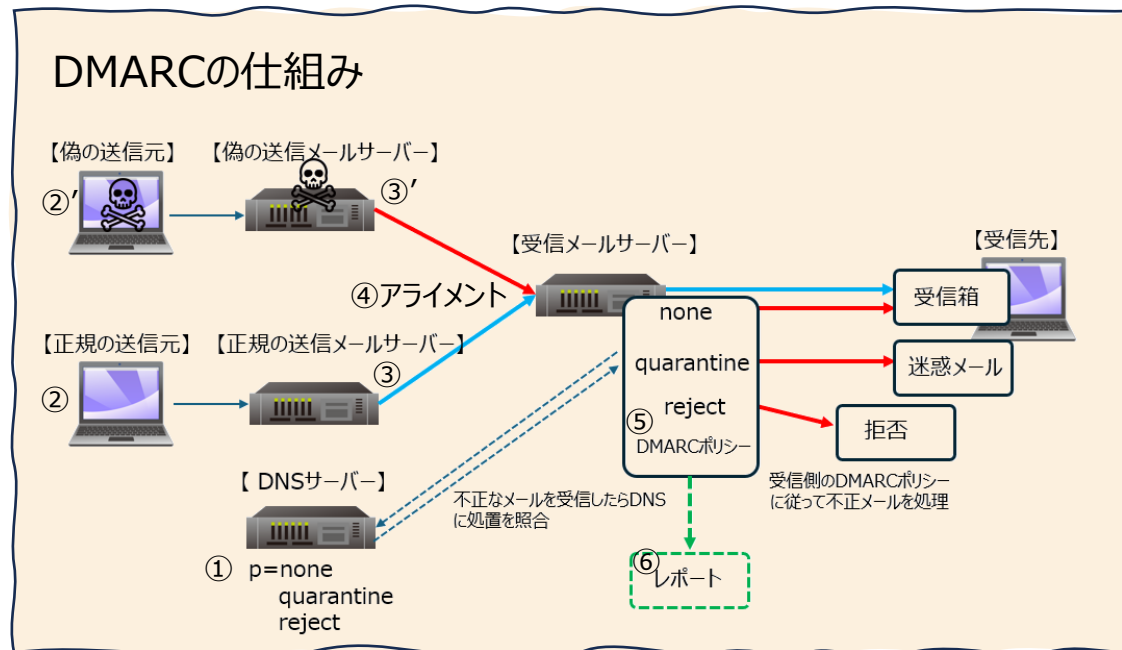 DMARCの仕組み
【偽の送信元】
【偽の送信メールサーバー】
②’
③’
【受信メールサーバー】
【受信先】
④アライメント
受信箱
none
【正規の送信元】
【正規の送信メールサーバー】
②
③
quarantine
迷惑メール
reject
⑤
DMARCポリシー
拒否
【 DNSサーバー】
不正なメールを受信したらDNS
に処置を照合
受信側のDMARCポリシー
に従って不正メールを処理
① p=none
quarantine
reject
⑥
レポート